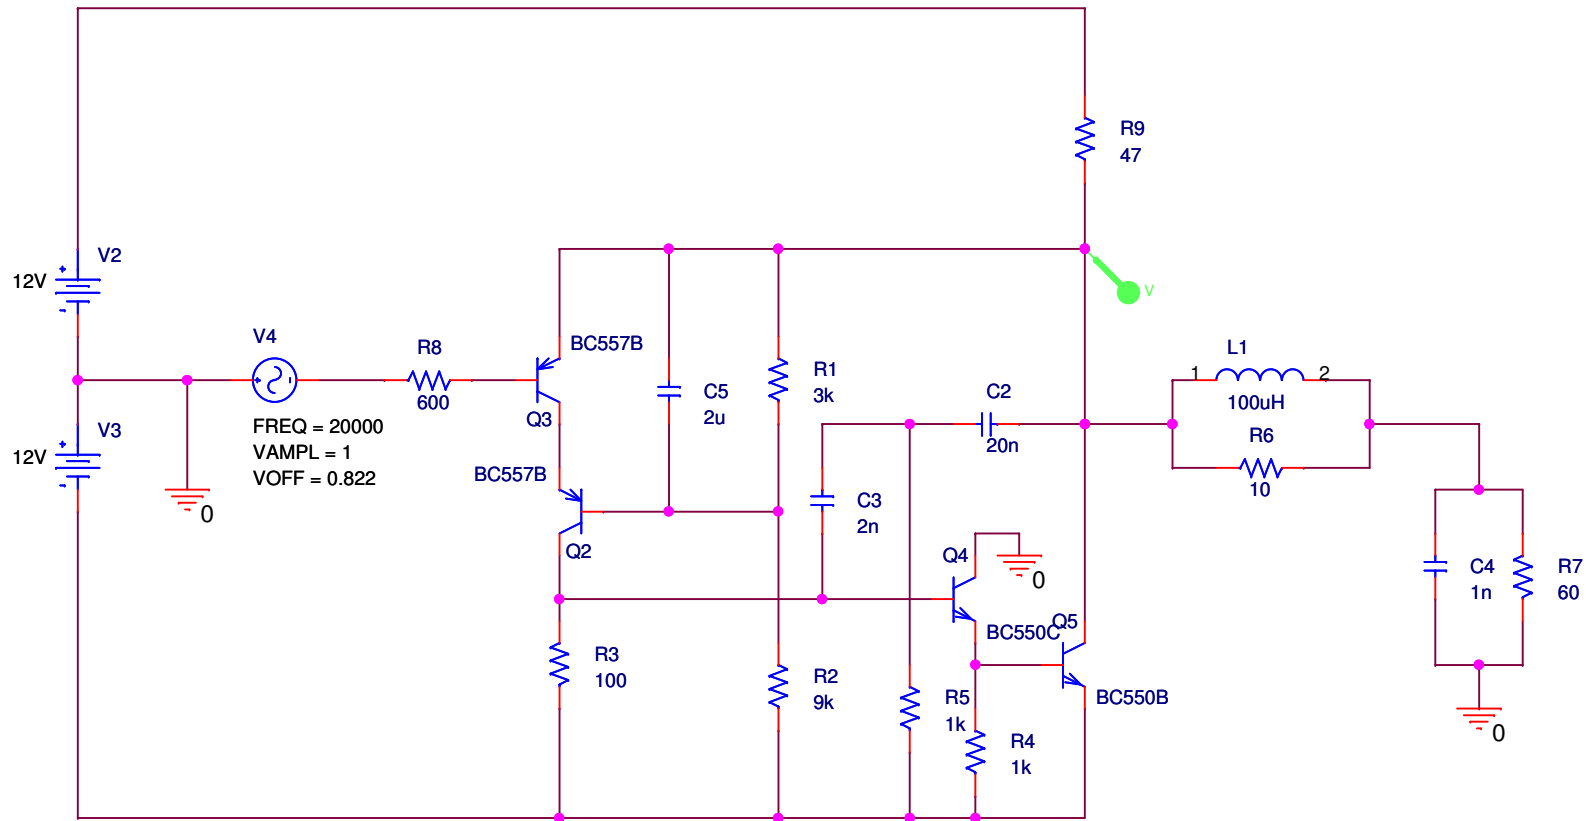 R9
47
V2
12V
V4
R8
600
FREQ = 20000
VAMPL = 1
VOFF = 0.822
0
V3
12V
BC557B
Q3
BC557B
Q2
C5
2u
R1
3k
V
C2
20n
C3
2n
L1
1
2
100uH
R6
10
Q4
0
BC550C
Q5
BC550B
C4
1n
R7
60
0
R3
100
R2
9k
R5
1k
R4
1k